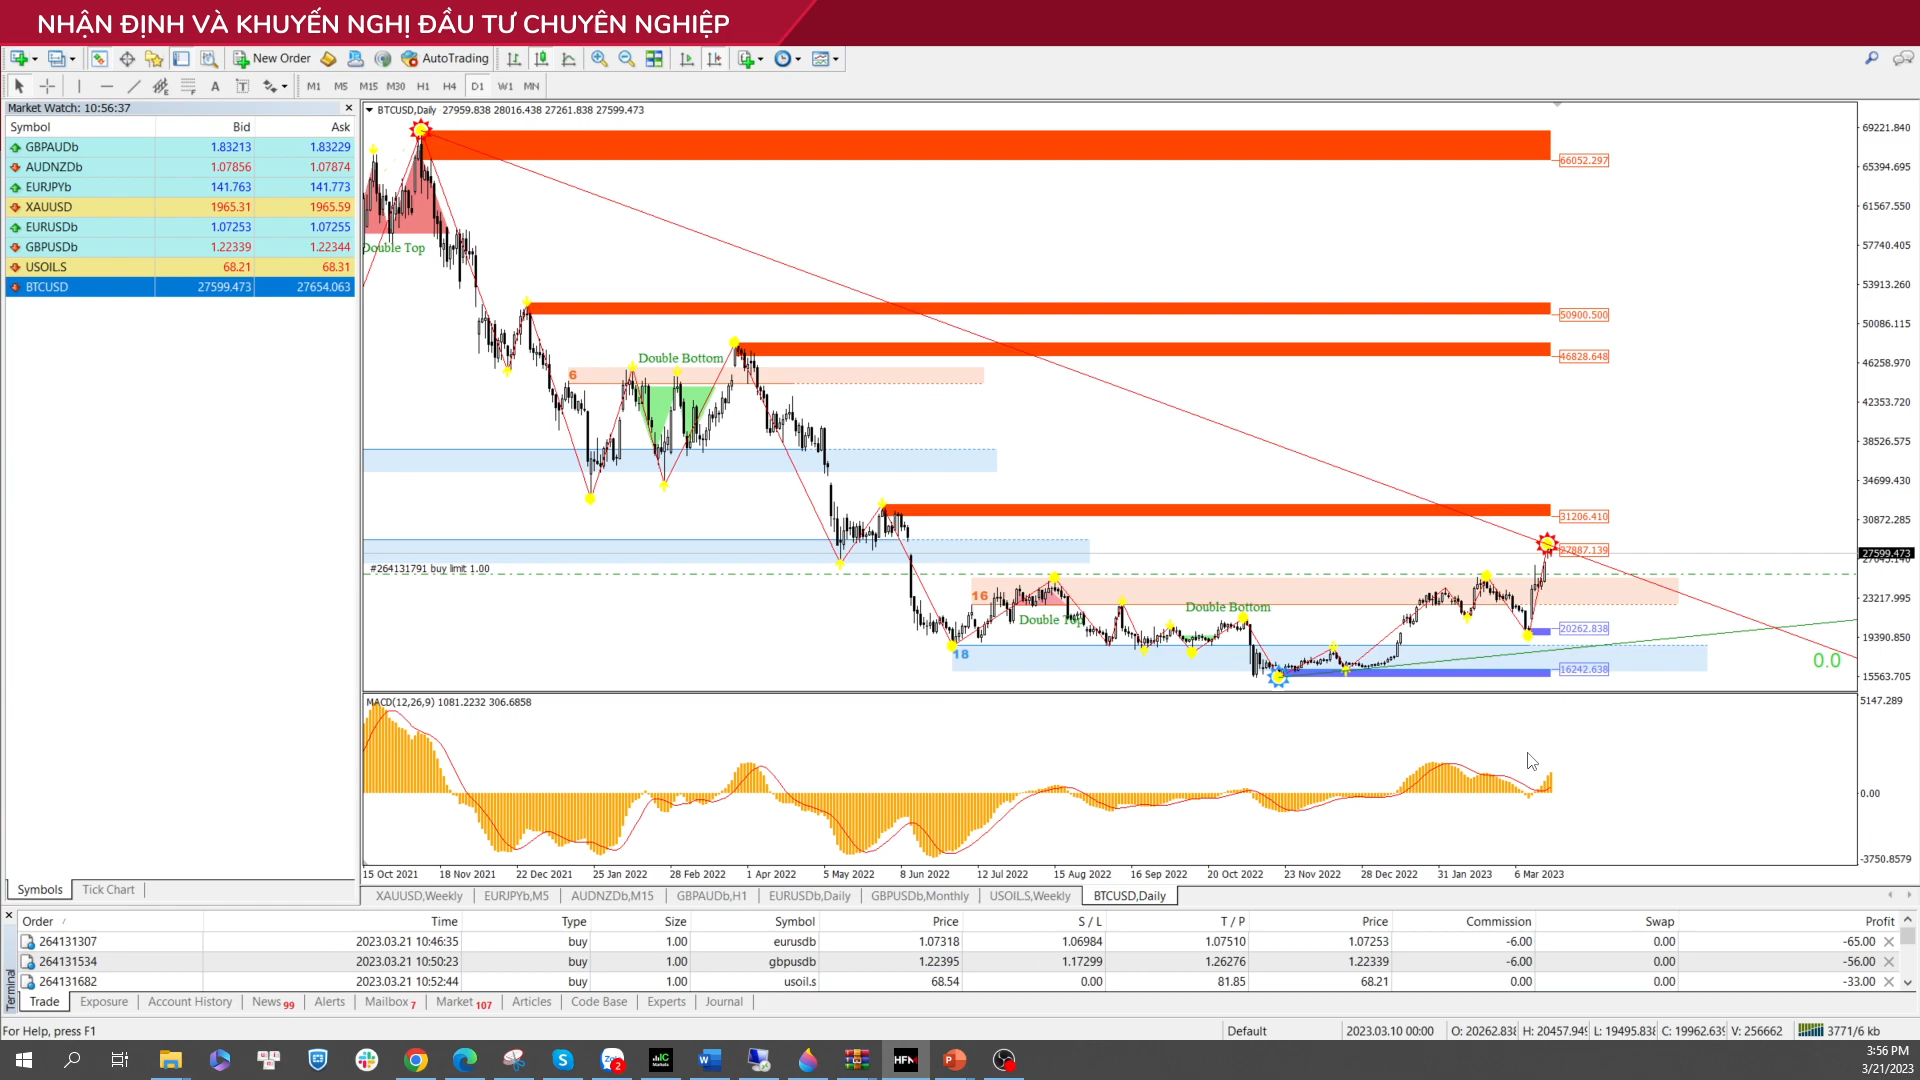 NHẬN ĐỊNH VÀ KHUYẾN NGHỊ ĐẦU TƯ CHUYÊN NGHIỆP
New Order AutoTrading
A T M1 M5 M15 M30 H1 H4 D1 W1 MN
Market Watch: 10:56:37
Symbol Bid Ask
GBPAUDb 1.83213 1.83229
AUDNZDb 1.07856 1.07874
EURJPYb 141.763 141.773
XAUUSD 1965.31 1965.59
EURUSDb 1.07253 1.07255
GBPUSDb 1.22339 1.22344
USOIL.S 68.21 68.31
BTCUSD 27599.473 27654.063
Symbols Tick Chart
BTCUSD,Daily 27959.838 28016.438 27261.838 27599.473
69221.840
66052.297
65394.695
61567.550
Double Top
57740.405
53913.260
50900.500
50086.115
46828.648
Double Bottom
46258.970
6
42353.720
38526.575
34699.430
31206.410
30872.285
27887.139
27599.473
#264131791 buy limit 1.00
16
23217.995
Double Bottom
Double Top
20262.838
19390.850
18
0.0
16242.638
15563.705
MACD(12,26,9) 1081.2232 306.6858
5147.289
0.00
-3750.8579
15 Oct 2021 18 Nov 2021 22 Dec 2021 25 Jan 2022 28 Feb 2022 1 Apr 2022 5 May 2022 8 Jun 2022 12 Jul 2022 15 Aug 2022 16 Sep 2022 20 Oct 2022 23 Nov 2022 28 Dec 2022 31 Jan 2023 6 Mar 2023
XAUUSD,Weekly EURJPYb,M5 AUDNZDb,M15 GBPAUDb,H1 EURUSDb,Daily GBPUSDb,Monthly USOIL.S,Weekly BTCUSD,Daily
Order Time Type Size Symbol Price S / L T / P Price Commission Swap Profit
264131307 2023.03.21 10:46:35 buy 1.00 eurusdb 1.07318 1.06984 1.07510 1.07253 -6.00 0.00 -65.00
264131534 2023.03.21 10:50:23 buy 1.00 gbpusdb 1.22395 1.17299 1.26276 1.22339 -6.00 0.00 -56.00
264131682 2023.03.21 10:52:44 buy 1.00 usoil.s 68.54 0.00 81.85 68.21 0.00 0.00 -33.00
Terminal
Trade Exposure Account History News 99 Alerts Mailbox 7 Market 107 Articles Code Base Experts Journal
For Help, press F1 Default 2023.03.10 00:00 O: 20262.838 H: 20457.949 L: 19495.838 C: 19962.639 V: 256662 3771/6 kb
3:56 PM
3/21/2023